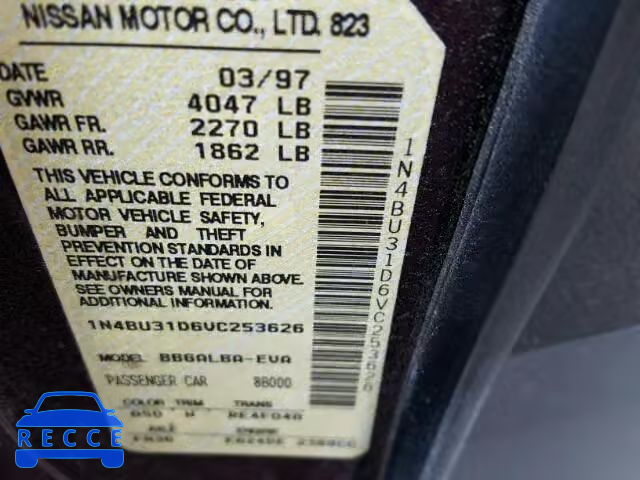 NISSAN MOTOR CO., LTD. 823
DATE 03/97
GVWR 4047 LB
GAWR FR. 2270 LB
GAWR RR. 1862 LB
THIS VEHICLE CONFORMS TO
ALL APPLICABLE FEDERAL
MOTOR VEHICLE SAFETY,
BUMPER AND THEFT
PREVENTION STANDARDS IN
EFFECT ON THE DATE OF
MANUFACTURE SHOWN ABOVE.
SEE OWNERS MANUAL FOR
ADDITIONAL INFORMATION
1N4BU31D6VC253626
MODEL BB6ALBA-EVA
PASSENGER CAR 8B000
COLOR TRIM TRANS
RE4F04B
AXLE ENGINE
1N4BU31D6VC253626
RECCE